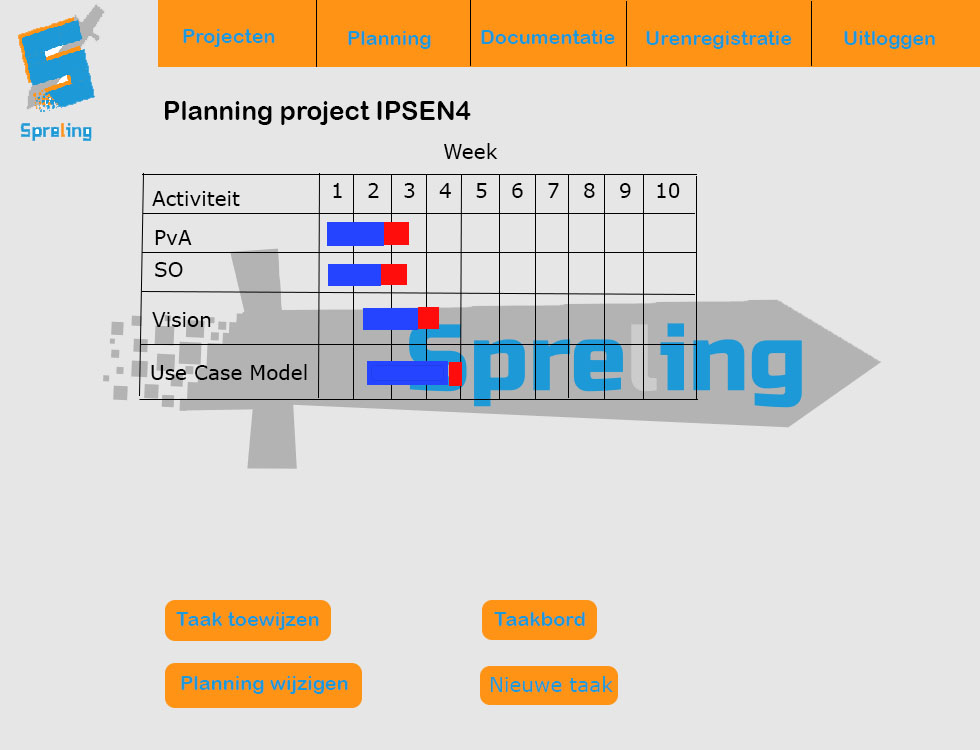 Projecten Planning Documentatie Urenregistratie Uitloggen
Spreling
Planning project IPSEN4
Week
Activiteit 1 2 3 4 5 6 7 8 9 10
PvA
SO
Vision
Spreling
Use Case Model
Taak toewijzen Taakbord
Planning wijzigen Nieuwe taak